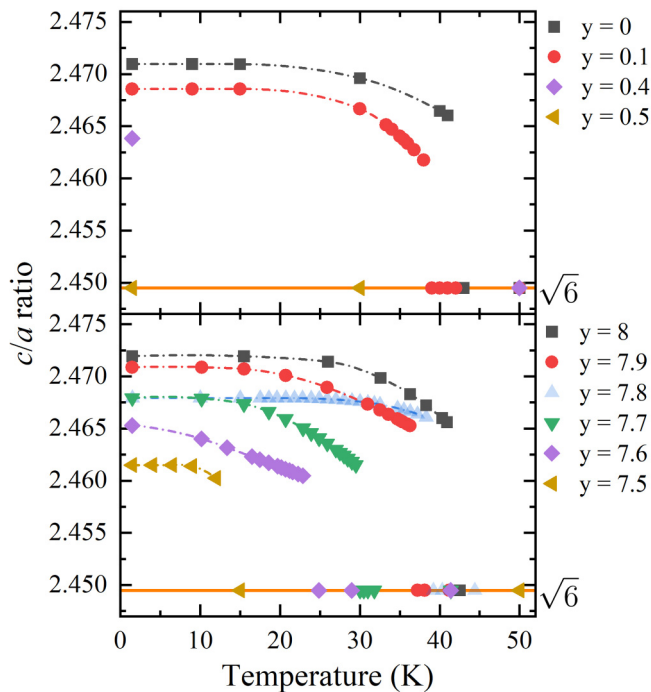 2.475
2.470
2.465
2.460
2.455
2.450
y = 0
y = 0.1
y = 0.4
y = 0.5
√6
c/a ratio
2.475
2.470
2.465
2.460
2.455
2.450
y = 8
y = 7.9
y = 7.8
y = 7.7
y = 7.6
y = 7.5
√6
0 10 20 30 40 50
Temperature (K)